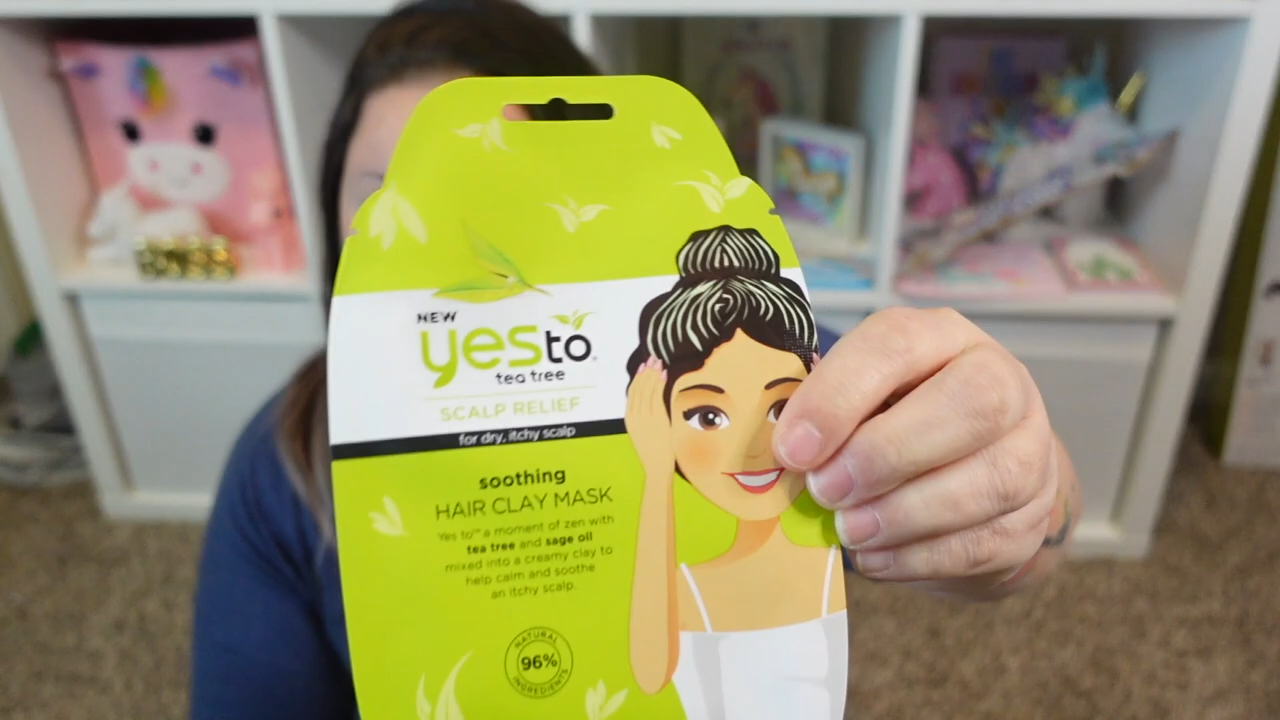 NEW
yes to
tea tree
SCALP RELIEF
for dry, itchy scalp
soothing
HAIR CLAY MASK
Yes to™ a moment of zen with
tea tree and sage oil
mixed into a creamy clay to
help calm and soothe
an itchy scalp.
NATURAL
96%
INGREDIENTS